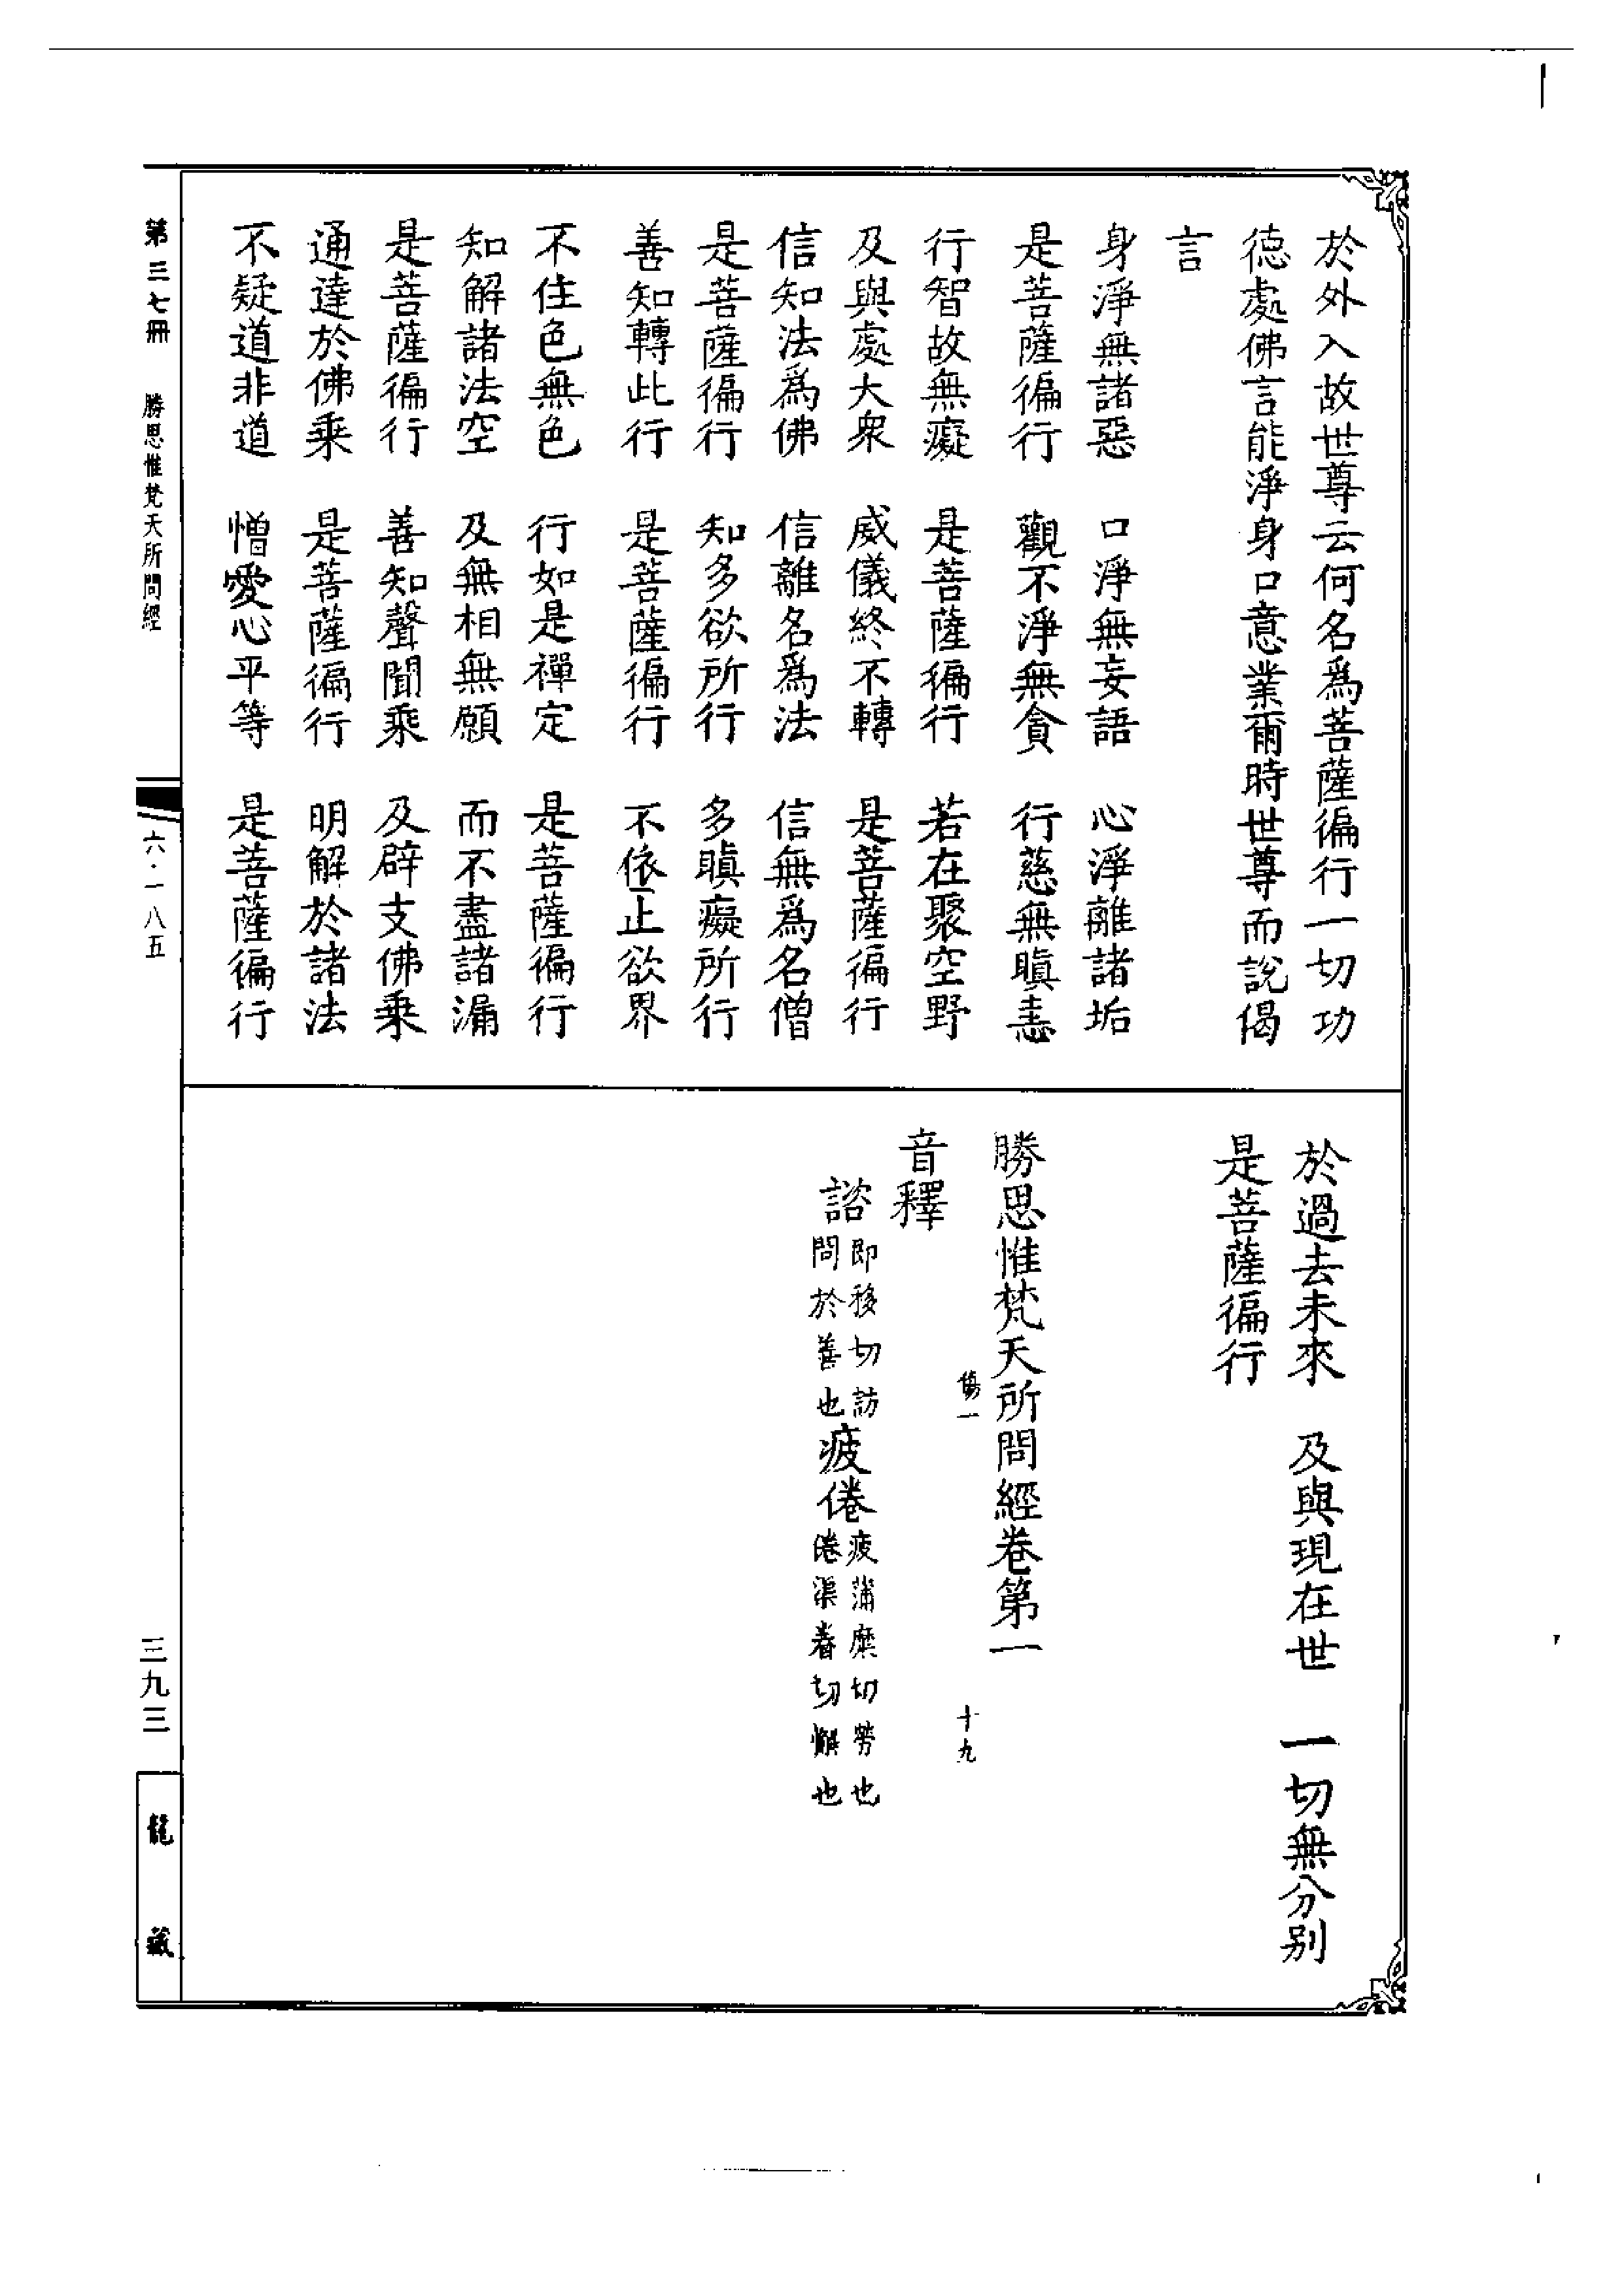 於外入故世尊云何名爲菩薩徧行一切功
德處佛言能淨身口意業爾時世尊而說偈
言
身淨無諸惡　口淨無妄語　心淨離諸垢
是菩薩徧行　觀不淨無貪　行慈無瞋恚
行智故無癡　是菩薩徧行　若在聚空野
及與處大衆　威儀終不轉　是菩薩徧行
信知法爲佛　信離名爲法　信無爲名僧
是菩薩徧行　知多欲所行　多瞋癡所行
善知轉此行　是菩薩徧行　不依止欲界
不住色無色　行如是禪定　是菩薩徧行
知解諸法空　及無相無願　而不盡諸漏
是菩薩徧行　善知聲聞乘　及辟支佛乘
通達於佛乘　是菩薩徧行　明解於諸法
不疑道非道　憎愛心平等　是菩薩徧行
於過去未來　及與現在世　一切無分別
是菩薩徧行
勝思惟梵天所問經卷第一
傷一　十九
音釋
諮即移切訪問於善也疲倦疲蒲縻切勞也倦渠眷切懈也
第三七冊　勝思惟梵天所問經
六·一八五
三九三
龍藏